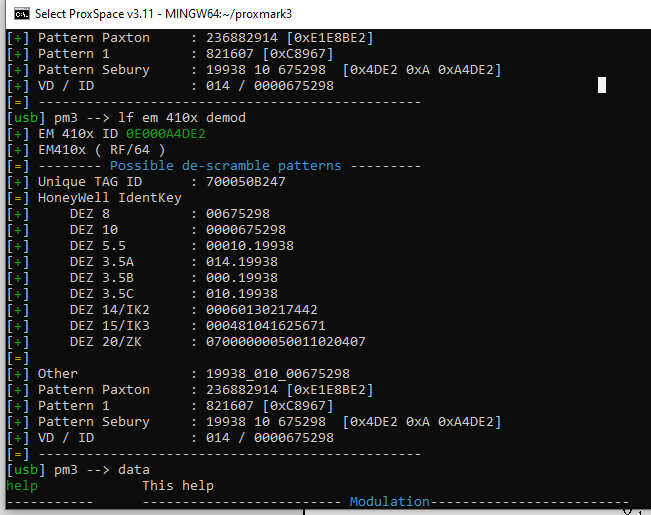 Select ProxSpace v3.11 - MINGW64:~/proxmark3
[+] Pattern Paxton     : 236882914 [0xE1E8BE2]
[+] Pattern 1          : 821607 [0xC8967]
[+] Pattern Sebury     : 19938 10 675298  [0x4DE2 0xA 0xA4DE2]
[+] VD / ID            : 014 / 0000675298
[=] ------------------------------------------------
[usb] pm3 --> lf em 410x demod
[+] EM 410x ID 0E000A4DE2
[+] EM410x ( RF/64 )
[=] -------- Possible de-scramble patterns ---------
[+] Unique TAG ID      : 700050B247
[=] HoneyWell IdentKey
[+]     DEZ 8          : 00675298
[+]     DEZ 10         : 0000675298
[+]     DEZ 5.5        : 00010.19938
[+]     DEZ 3.5A       : 014.19938
[+]     DEZ 3.5B       : 000.19938
[+]     DEZ 3.5C       : 010.19938
[+]     DEZ 14/IK2     : 00060130217442
[+]     DEZ 15/IK3     : 000481041625671
[+]     DEZ 20/ZK      : 07000000050011020407
[=]
[+] Other              : 19938_010_00675298
[+] Pattern Paxton     : 236882914 [0xE1E8BE2]
[+] Pattern 1          : 821607 [0xC8967]
[+] Pattern Sebury     : 19938 10 675298  [0x4DE2 0xA 0xA4DE2]
[+] VD / ID            : 014 / 0000675298
[=] ------------------------------------------------
[usb] pm3 --> data
help             This help
-----------      ------------------------- Modulation-------------------------